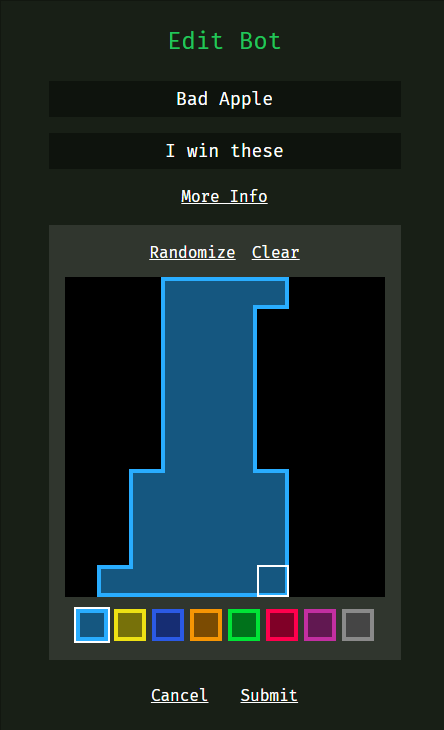 Edit Bot
Bad Apple
I win these
More Info
Randomize Clear
Cancel Submit